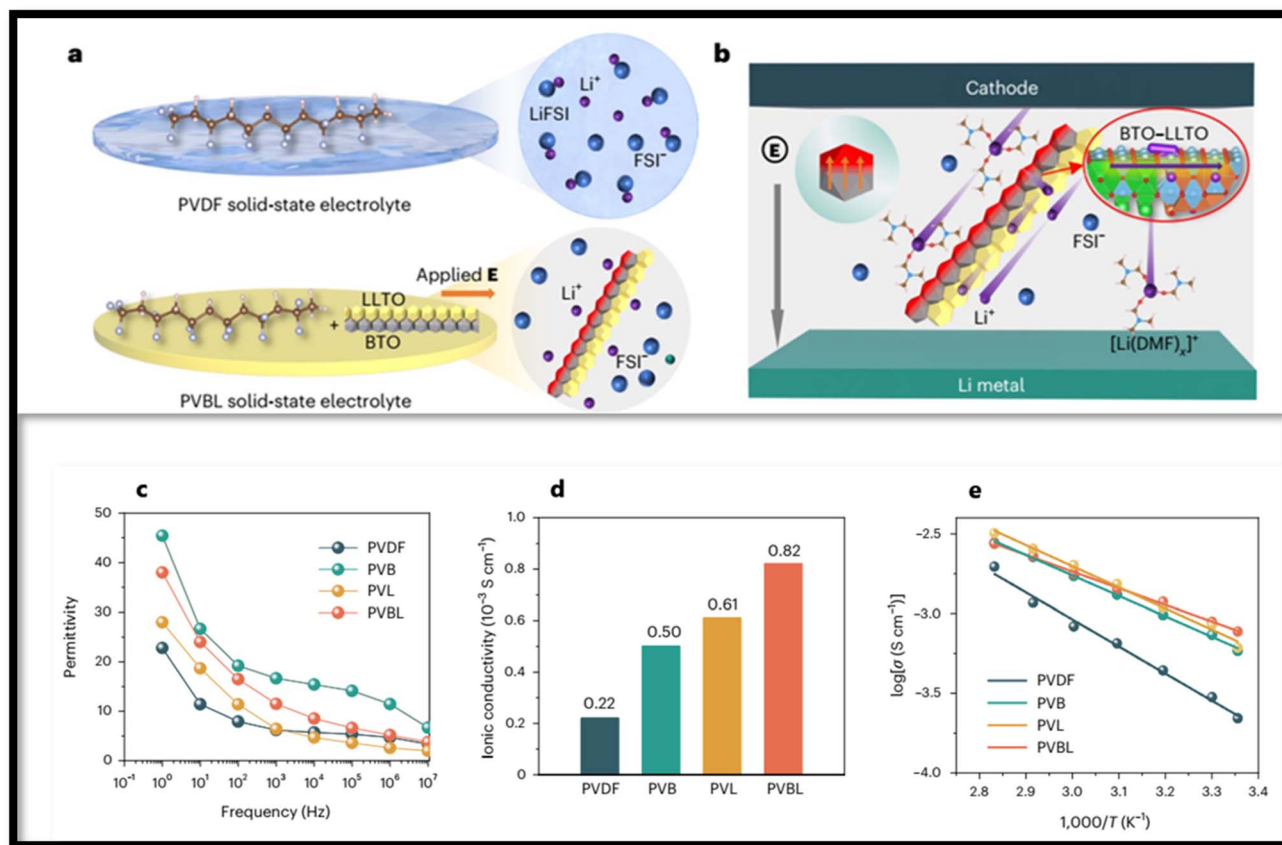 a
Li⁺
LiFSI
FSI⁻
PVDF solid-state electrolyte
Applied E
LLTO
+
BTO
Li⁺
FSI⁻
PVBL solid-state electrolyte
b
Cathode
E
BTO–LLTO
FSI⁻
Li⁺
[Li(DMF)ₓ]⁺
Li metal
c
Permittivity
50
40
30
20
10
0
10⁻¹ 10⁰ 10¹ 10² 10³ 10⁴ 10⁵ 10⁶ 10⁷
Frequency (Hz)
PVDF
PVB
PVL
PVBL
d
Ionic conductivity (10⁻³ S cm⁻¹)
1.0
0.8
0.6
0.4
0.2
0
0.22
0.50
0.61
0.82
PVDF PVB PVL PVBL
e
log[σ (S cm⁻¹)]
−2.5
−3.0
−3.5
−4.0
PVDF
PVB
PVL
PVBL
2.8 2.9 3.0 3.1 3.2 3.3 3.4
1,000/T (K⁻¹)